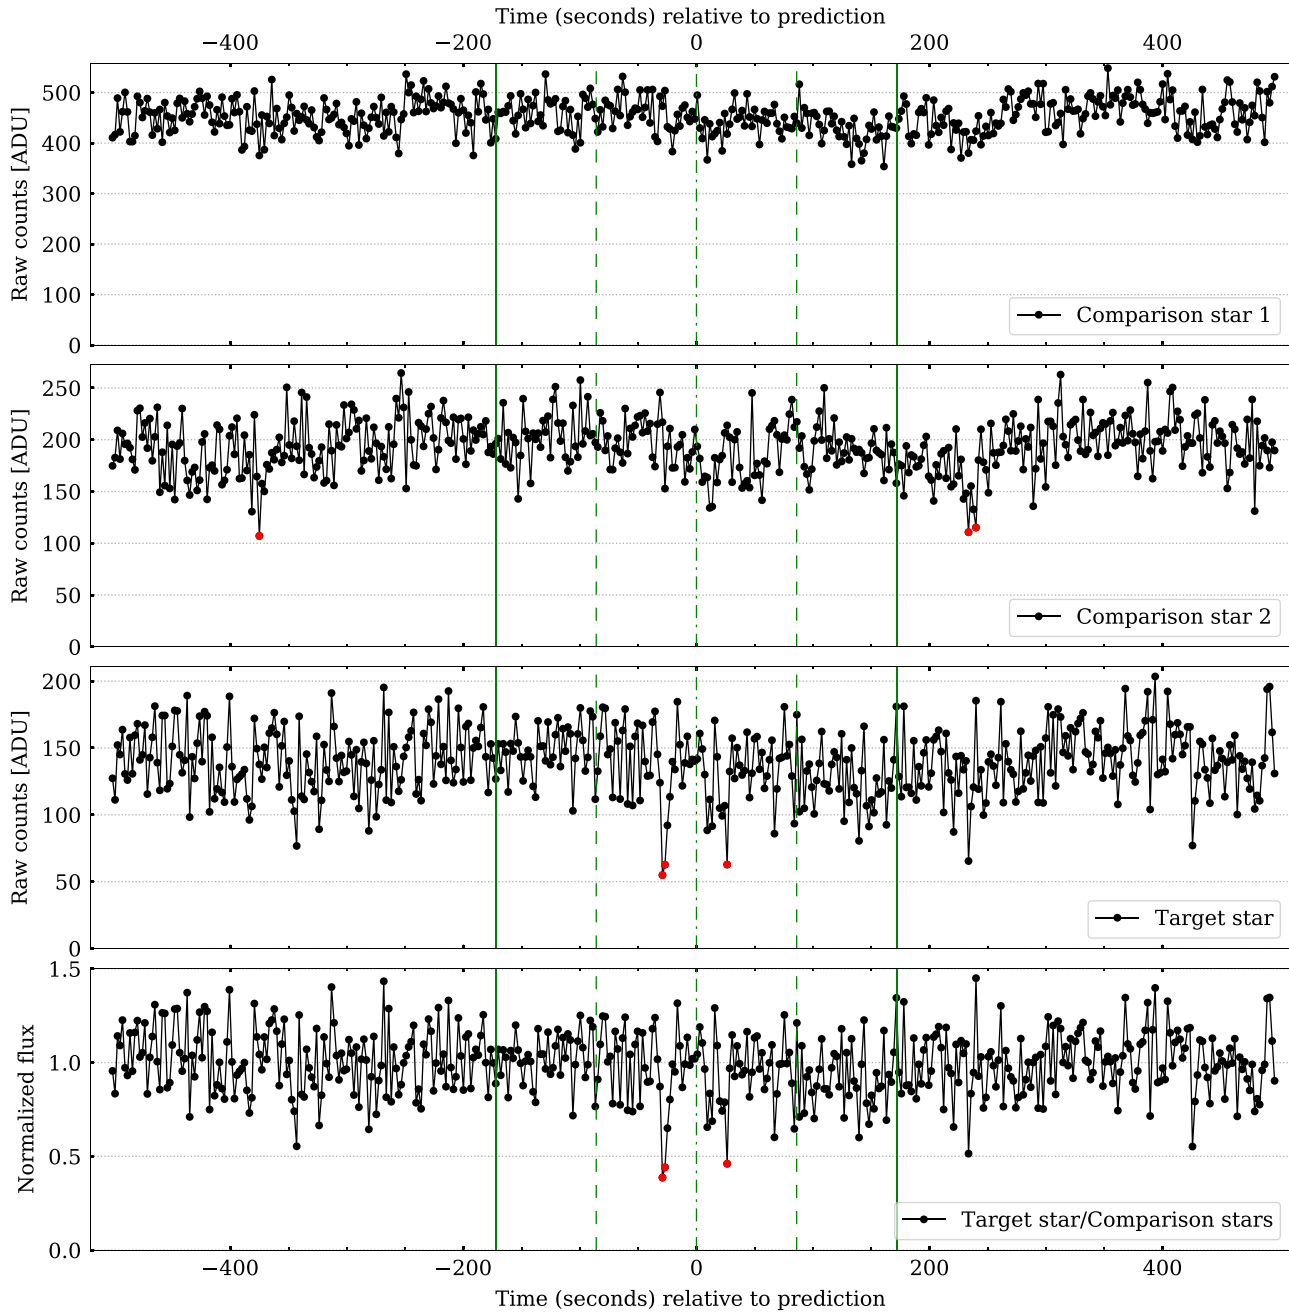 Time (seconds) relative to prediction
−400 −200 0 200 400
500
400
300
200
100
0
Raw counts [ADU]
Comparison star 1
250
200
150
100
50
0
Raw counts [ADU]
Comparison star 2
200
150
100
50
0
Raw counts [ADU]
Target star
1.5
1.0
0.5
0.0
Normalized flux
Target star/Comparison stars
−400 −200 0 200 400
Time (seconds) relative to prediction